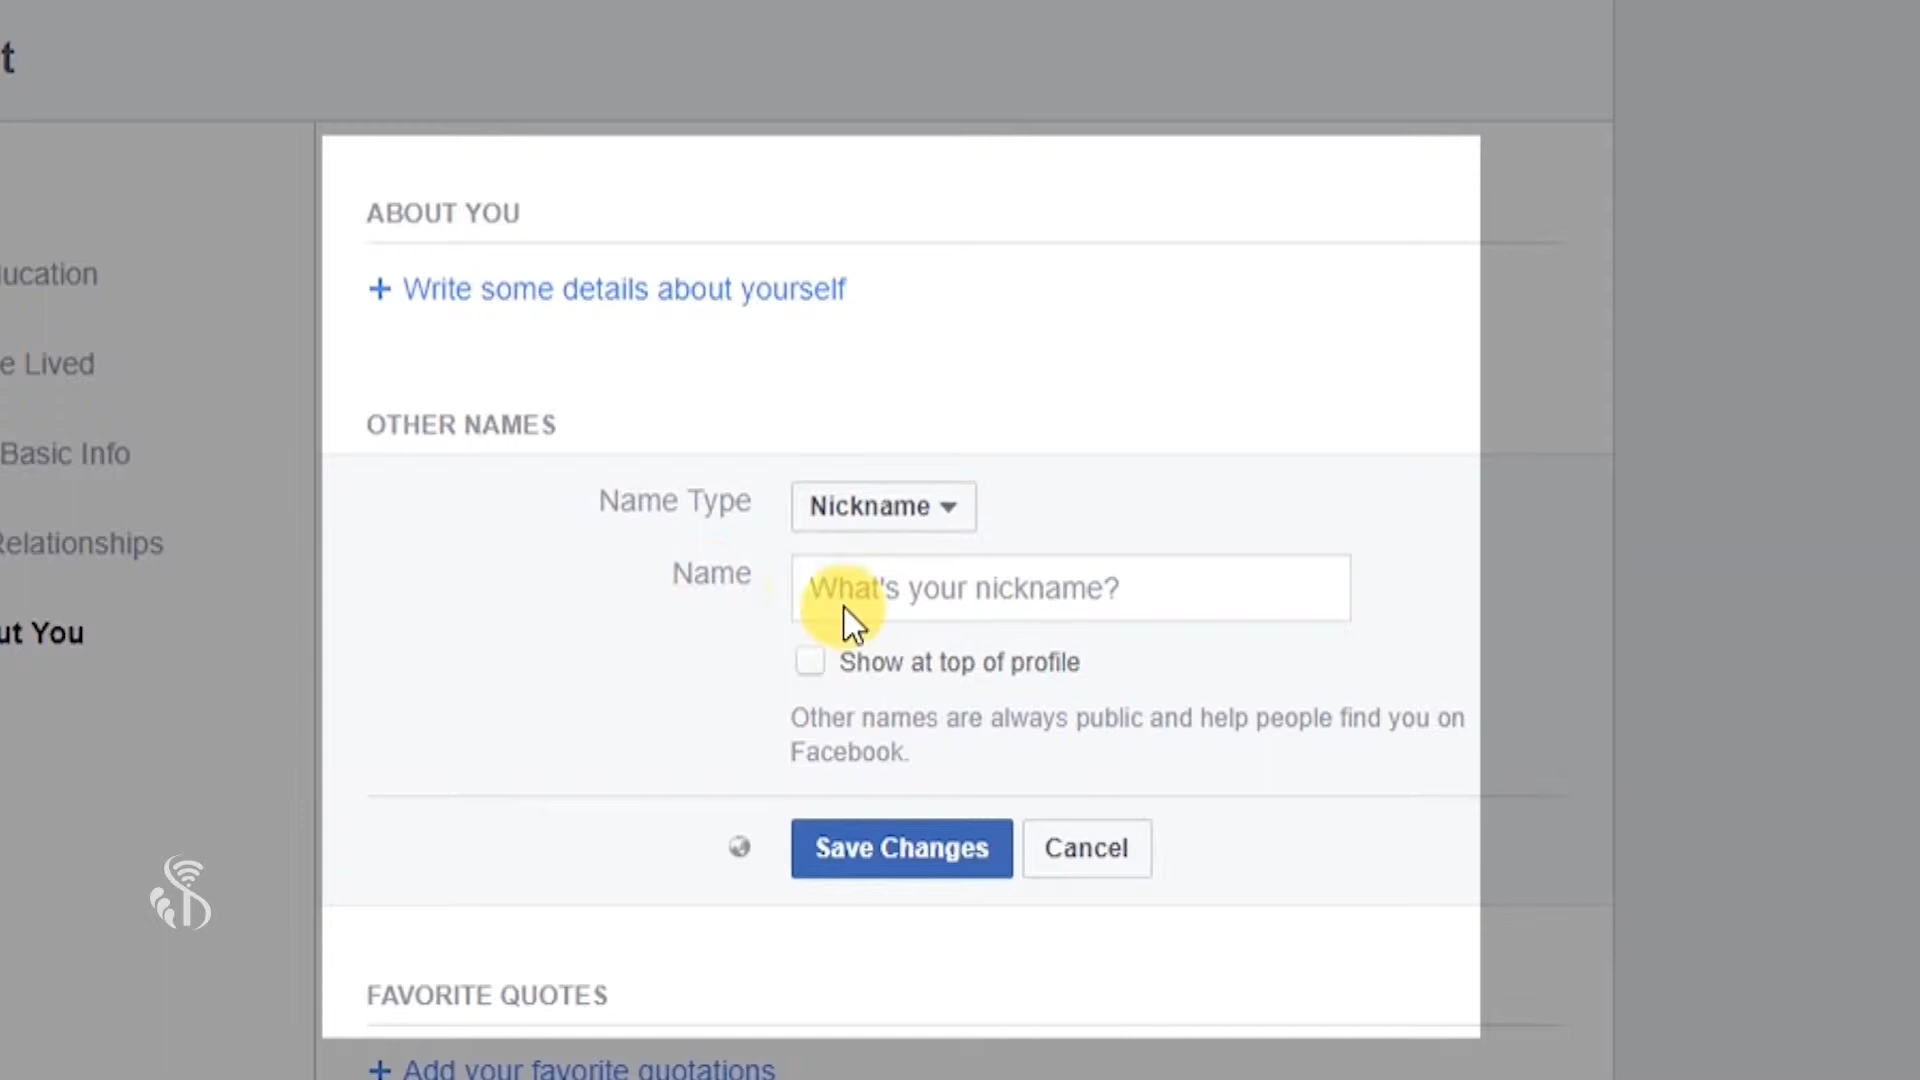 t
ABOUT YOU
+ Write some details about yourself
ucation
e Lived
OTHER NAMES
Basic Info
Name Type
Nickname
Relationships
Name
What's your nickname?
ut You
Show at top of profile
Other names are always public and help people find you on
Facebook.
Save Changes
Cancel
FAVORITE QUOTES
+ Add your favorite quotations